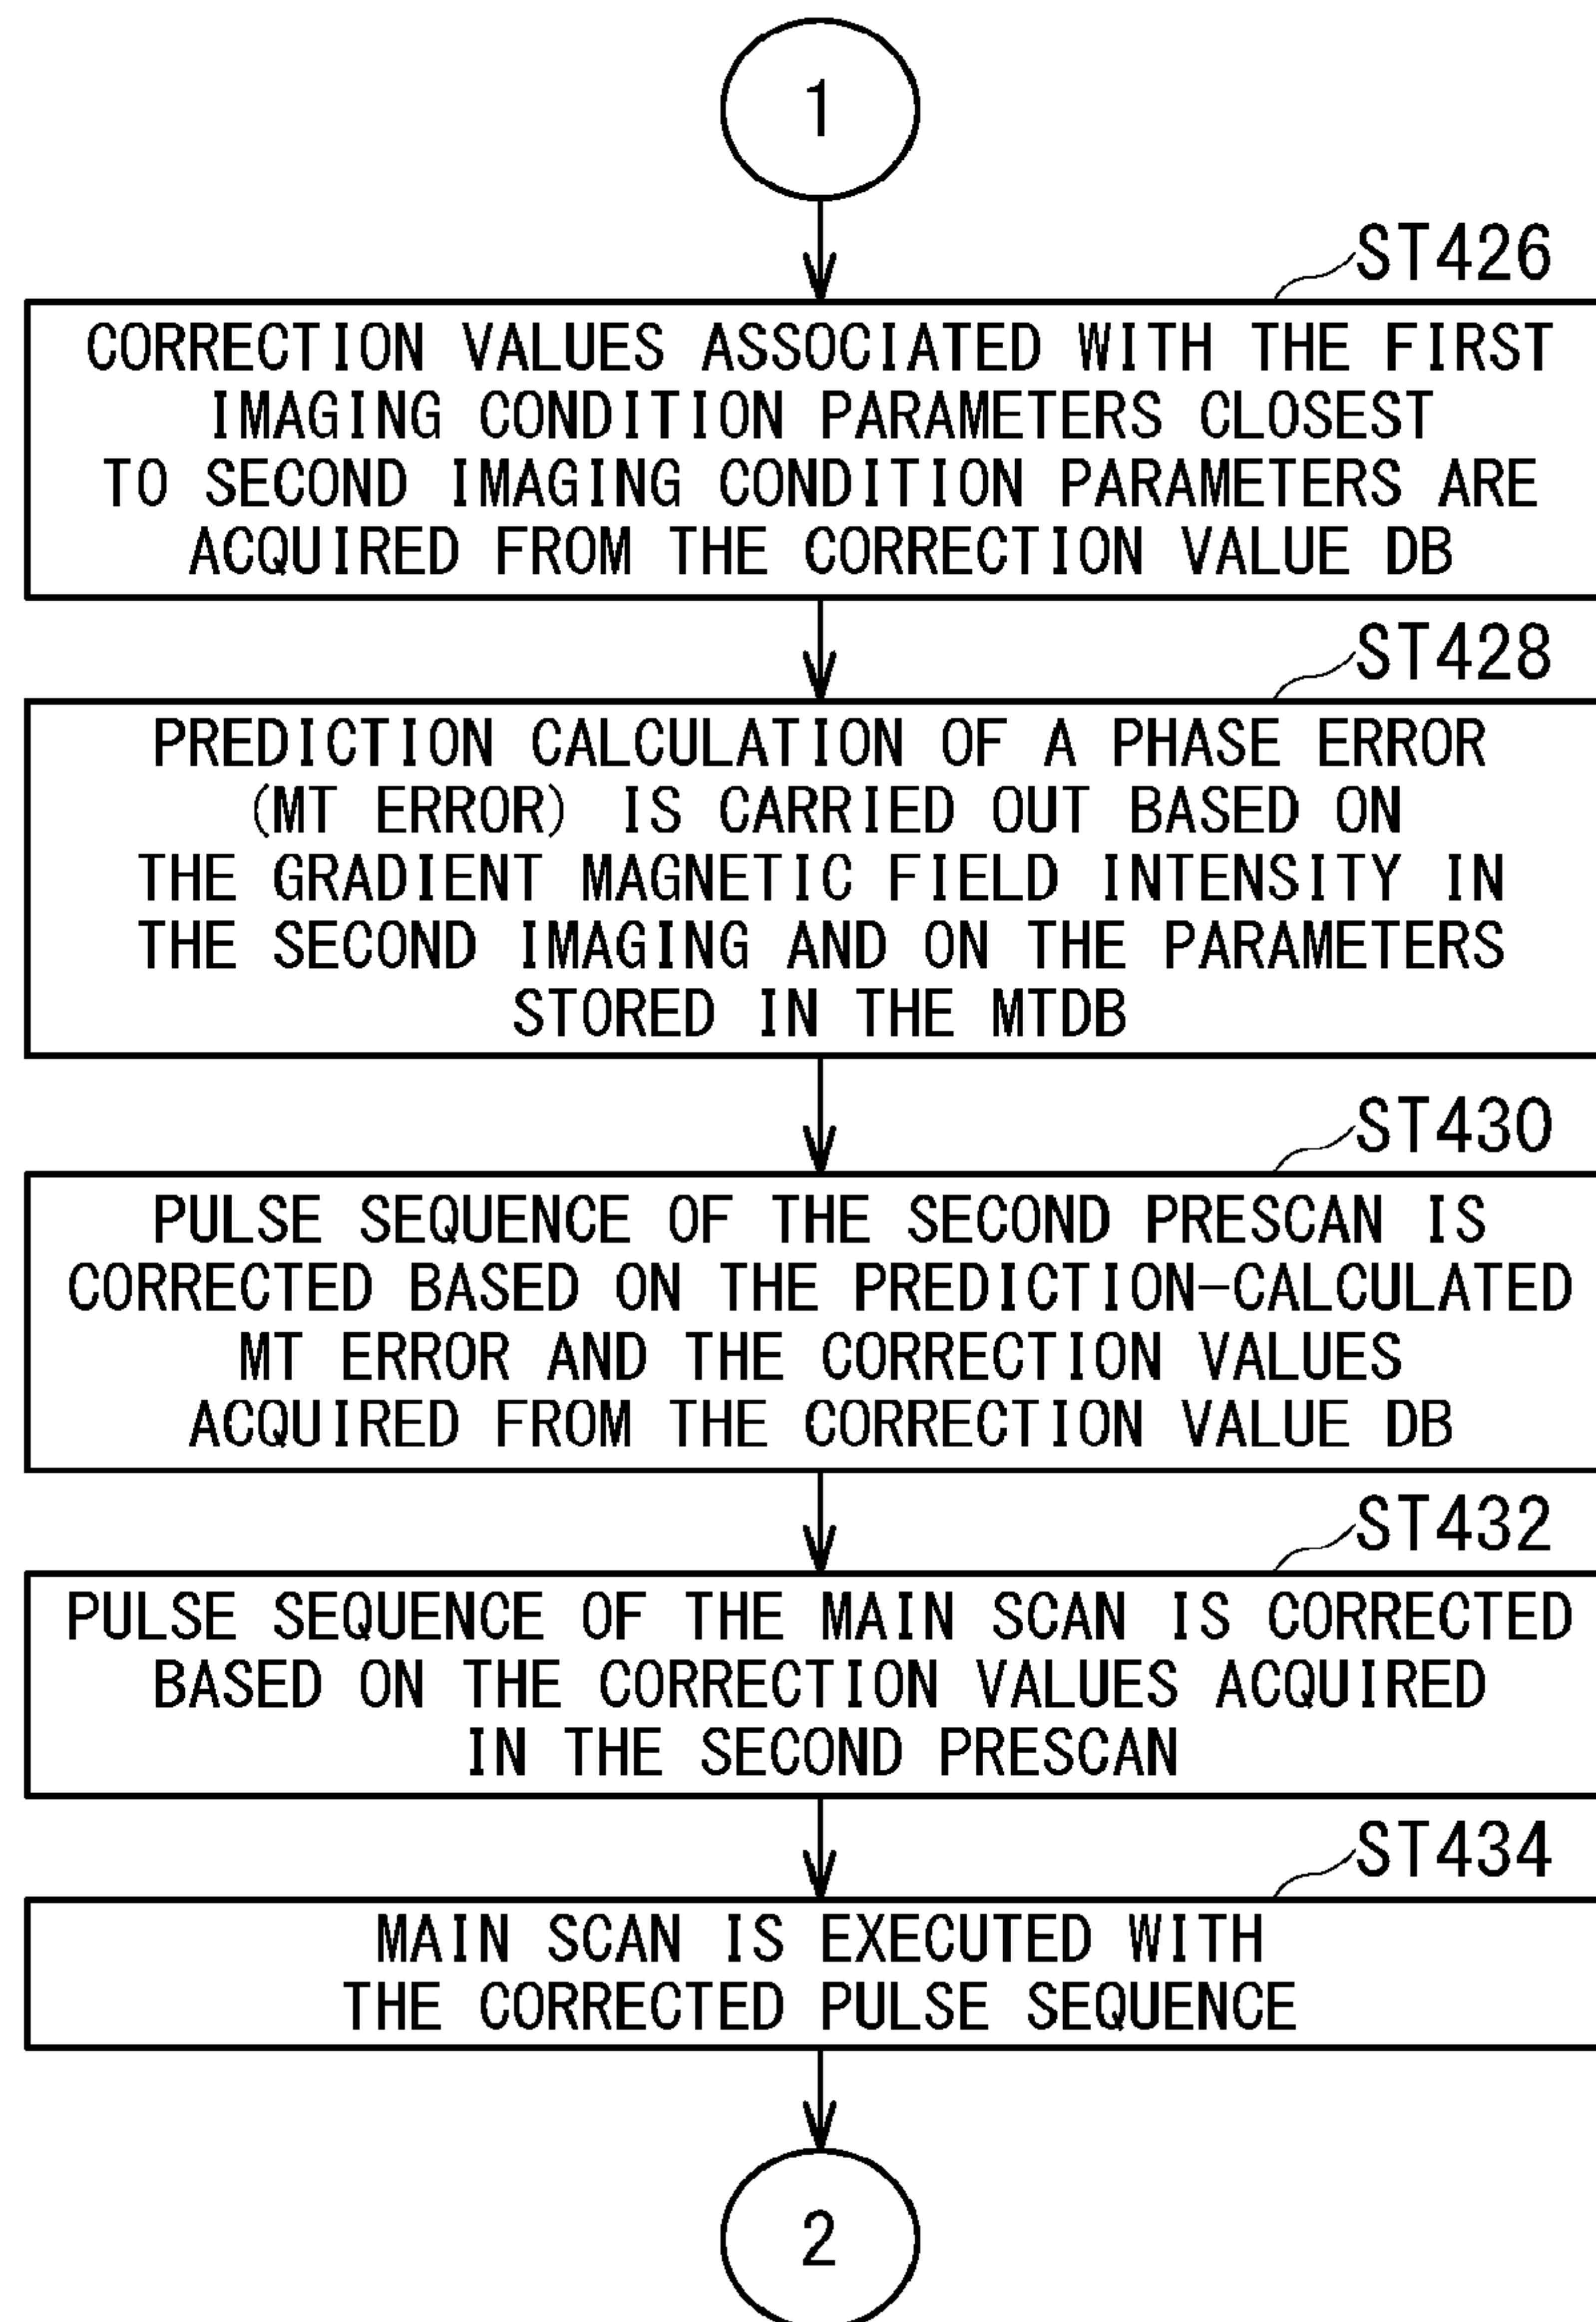 1
ST426
CORRECTION VALUES ASSOCIATED WITH THE FIRST
IMAGING CONDITION PARAMETERS CLOSEST
TO SECOND IMAGING CONDITION PARAMETERS ARE
ACQUIRED FROM THE CORRECTION VALUE DB
ST428
PREDICTION CALCULATION OF A PHASE ERROR
(MT ERROR) IS CARRIED OUT BASED ON
THE GRADIENT MAGNETIC FIELD INTENSITY IN
THE SECOND IMAGING AND ON THE PARAMETERS
STORED IN THE MTDB
ST430
PULSE SEQUENCE OF THE SECOND PRESCAN IS
CORRECTED BASED ON THE PREDICTION-CALCULATED
MT ERROR AND THE CORRECTION VALUES
ACQUIRED FROM THE CORRECTION VALUE DB
ST432
PULSE SEQUENCE OF THE MAIN SCAN IS CORRECTED
BASED ON THE CORRECTION VALUES ACQUIRED
IN THE SECOND PRESCAN
ST434
MAIN SCAN IS EXECUTED WITH
THE CORRECTED PULSE SEQUENCE
2